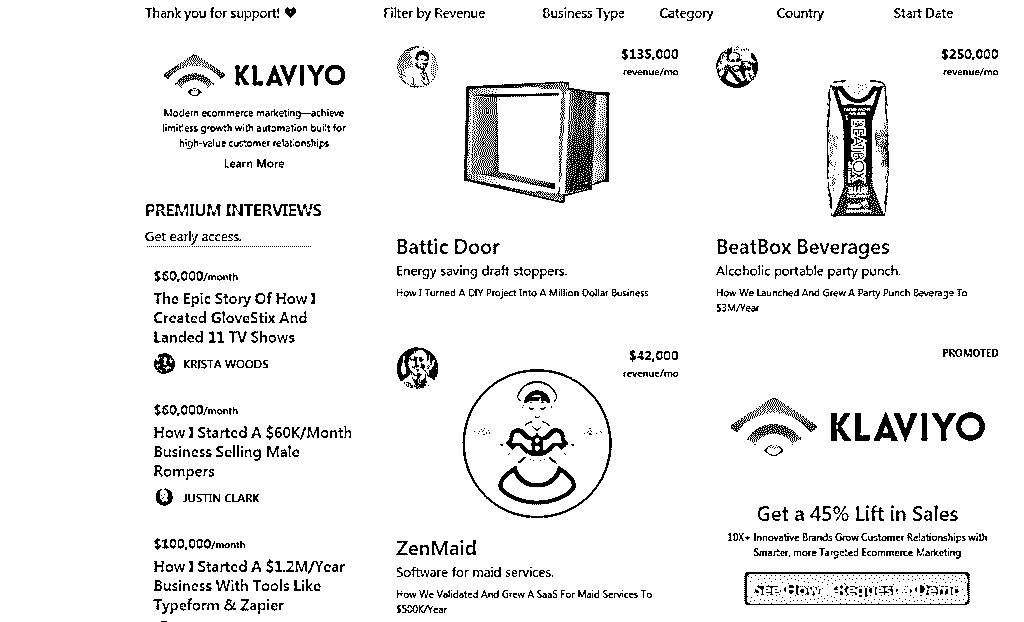 Thank you for support! ♥
Filter by Revenue
Business Type
Category
Country
Start Date
KLAVIYO
Modern ecommerce marketing—achieve
limitless growth with automation built for
high-value customer relationships
Learn More
PREMIUM INTERVIEWS
Get early access.
$60,000/month
The Epic Story Of How I
Created GloveStix And
Landed 11 TV Shows
KRISTA WOODS
$60,000/month
How I Started A $60K/Month
Business Selling Male
Rompers
JUSTIN CLARK
$100,000/month
How I Started A $1.2M/Year
Business With Tools Like
Typeform & Zapier
$135,000
revenue/mo
Battic Door
Energy saving draft stoppers.
How I Turned A DIY Project Into A Million Dollar Business
$250,000
revenue/mo
BEATBOX
BeatBox Beverages
Alcoholic portable party punch.
How We Launched And Grew A Party Punch Beverage To
$3M/Year
$42,000
revenue/mo
ZenMaid
Software for maid services.
How We Validated And Grew A SaaS For Maid Services To
$500K/Year
PROMOTED
KLAVIYO
Get a 45% Lift in Sales
10X+ Innovative Brands Grow Customer Relationships with
Smarter, more Targeted Ecommerce Marketing
See How Request a Demo